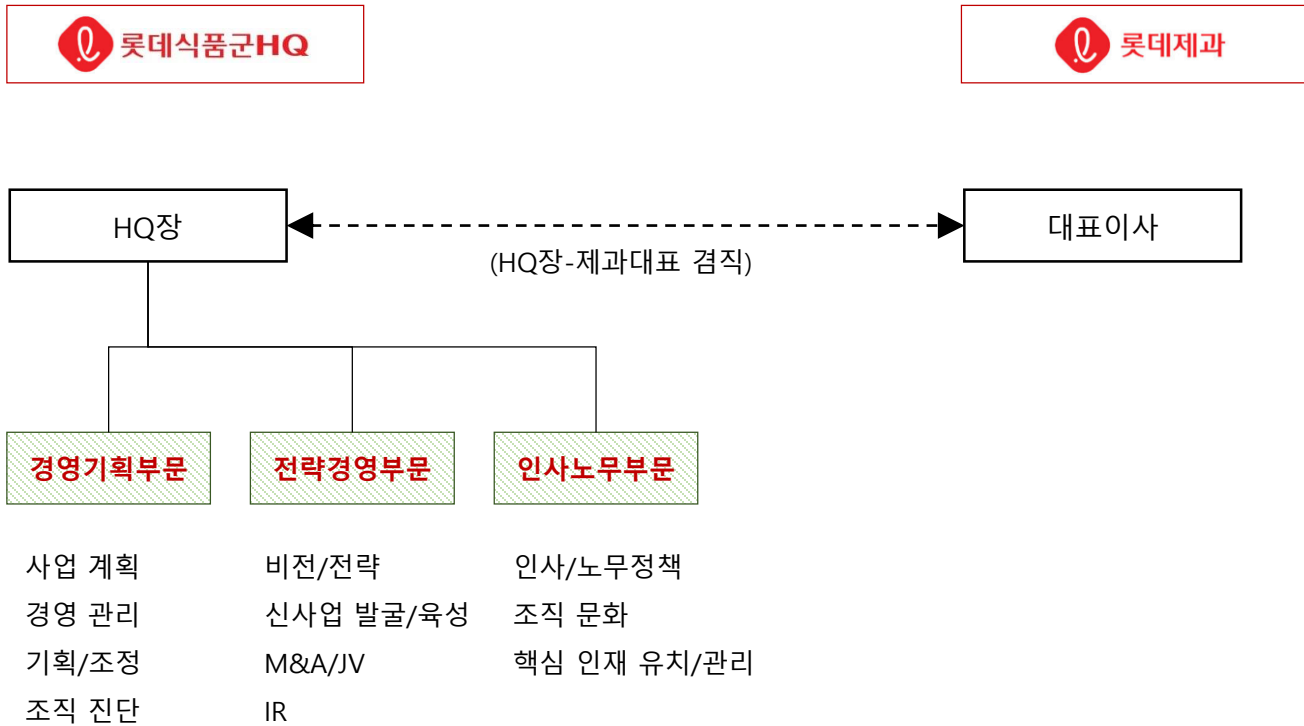 롯데식품군HQ
롯데제과
HQ장
대표이사
(HQ장-제과대표 겸직)
경영기획부문
전략경영부문
인사노무부문
사업 계획
경영 관리
기획/조정
조직 진단
비전/전략
신사업 발굴/육성
M&A/JV
IR
인사/노무정책
조직 문화
핵심 인재 유치/관리